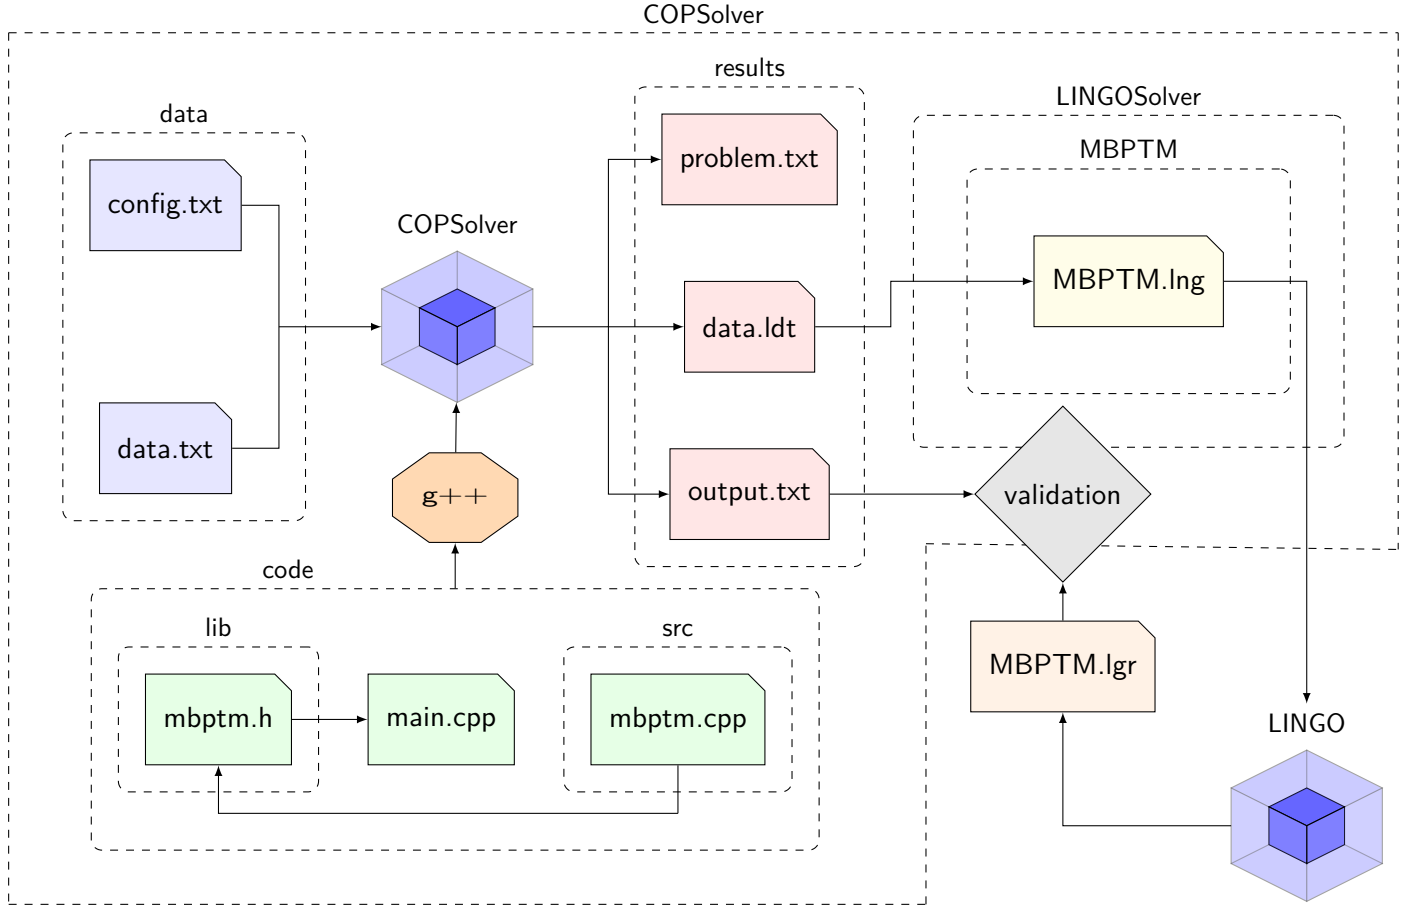 COPSolver
results
LINGOSolver
data
MBPTM
problem.txt
config.txt
COPSolver
MBPTM.lng
data.ldt
data.txt
g++
output.txt
validation
code
lib
src
MBPTM.lgr
mbptm.h
main.cpp
mbptm.cpp
LINGO